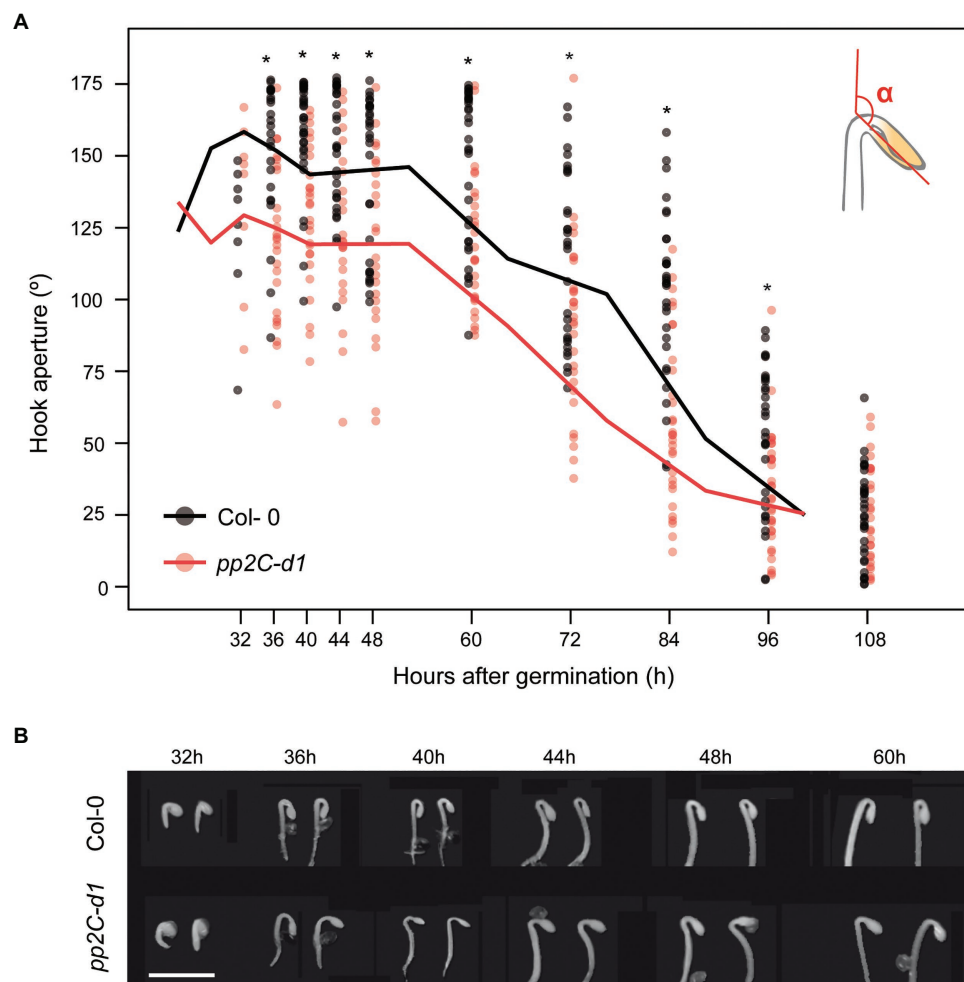 A
* * * * * * * *
175
150
125
100
75
50
25
0
Hook aperture (º)
α
Col- 0
pp2C-d1
32 36 40 44 48 60 72 84 96 108
Hours after germination (h)
B
32h 36h 40h 44h 48h 60h
Col-0
pp2C-d1